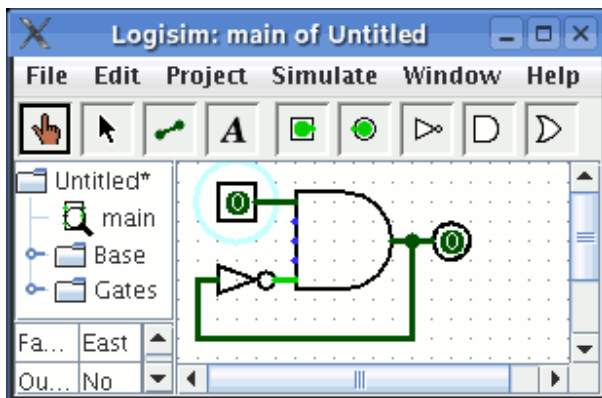 Logisim: main of Untitled
File Edit Project Simulate Window Help
A
Untitled*
main
Base
Gates
Fa... East
Ou... No
0
0